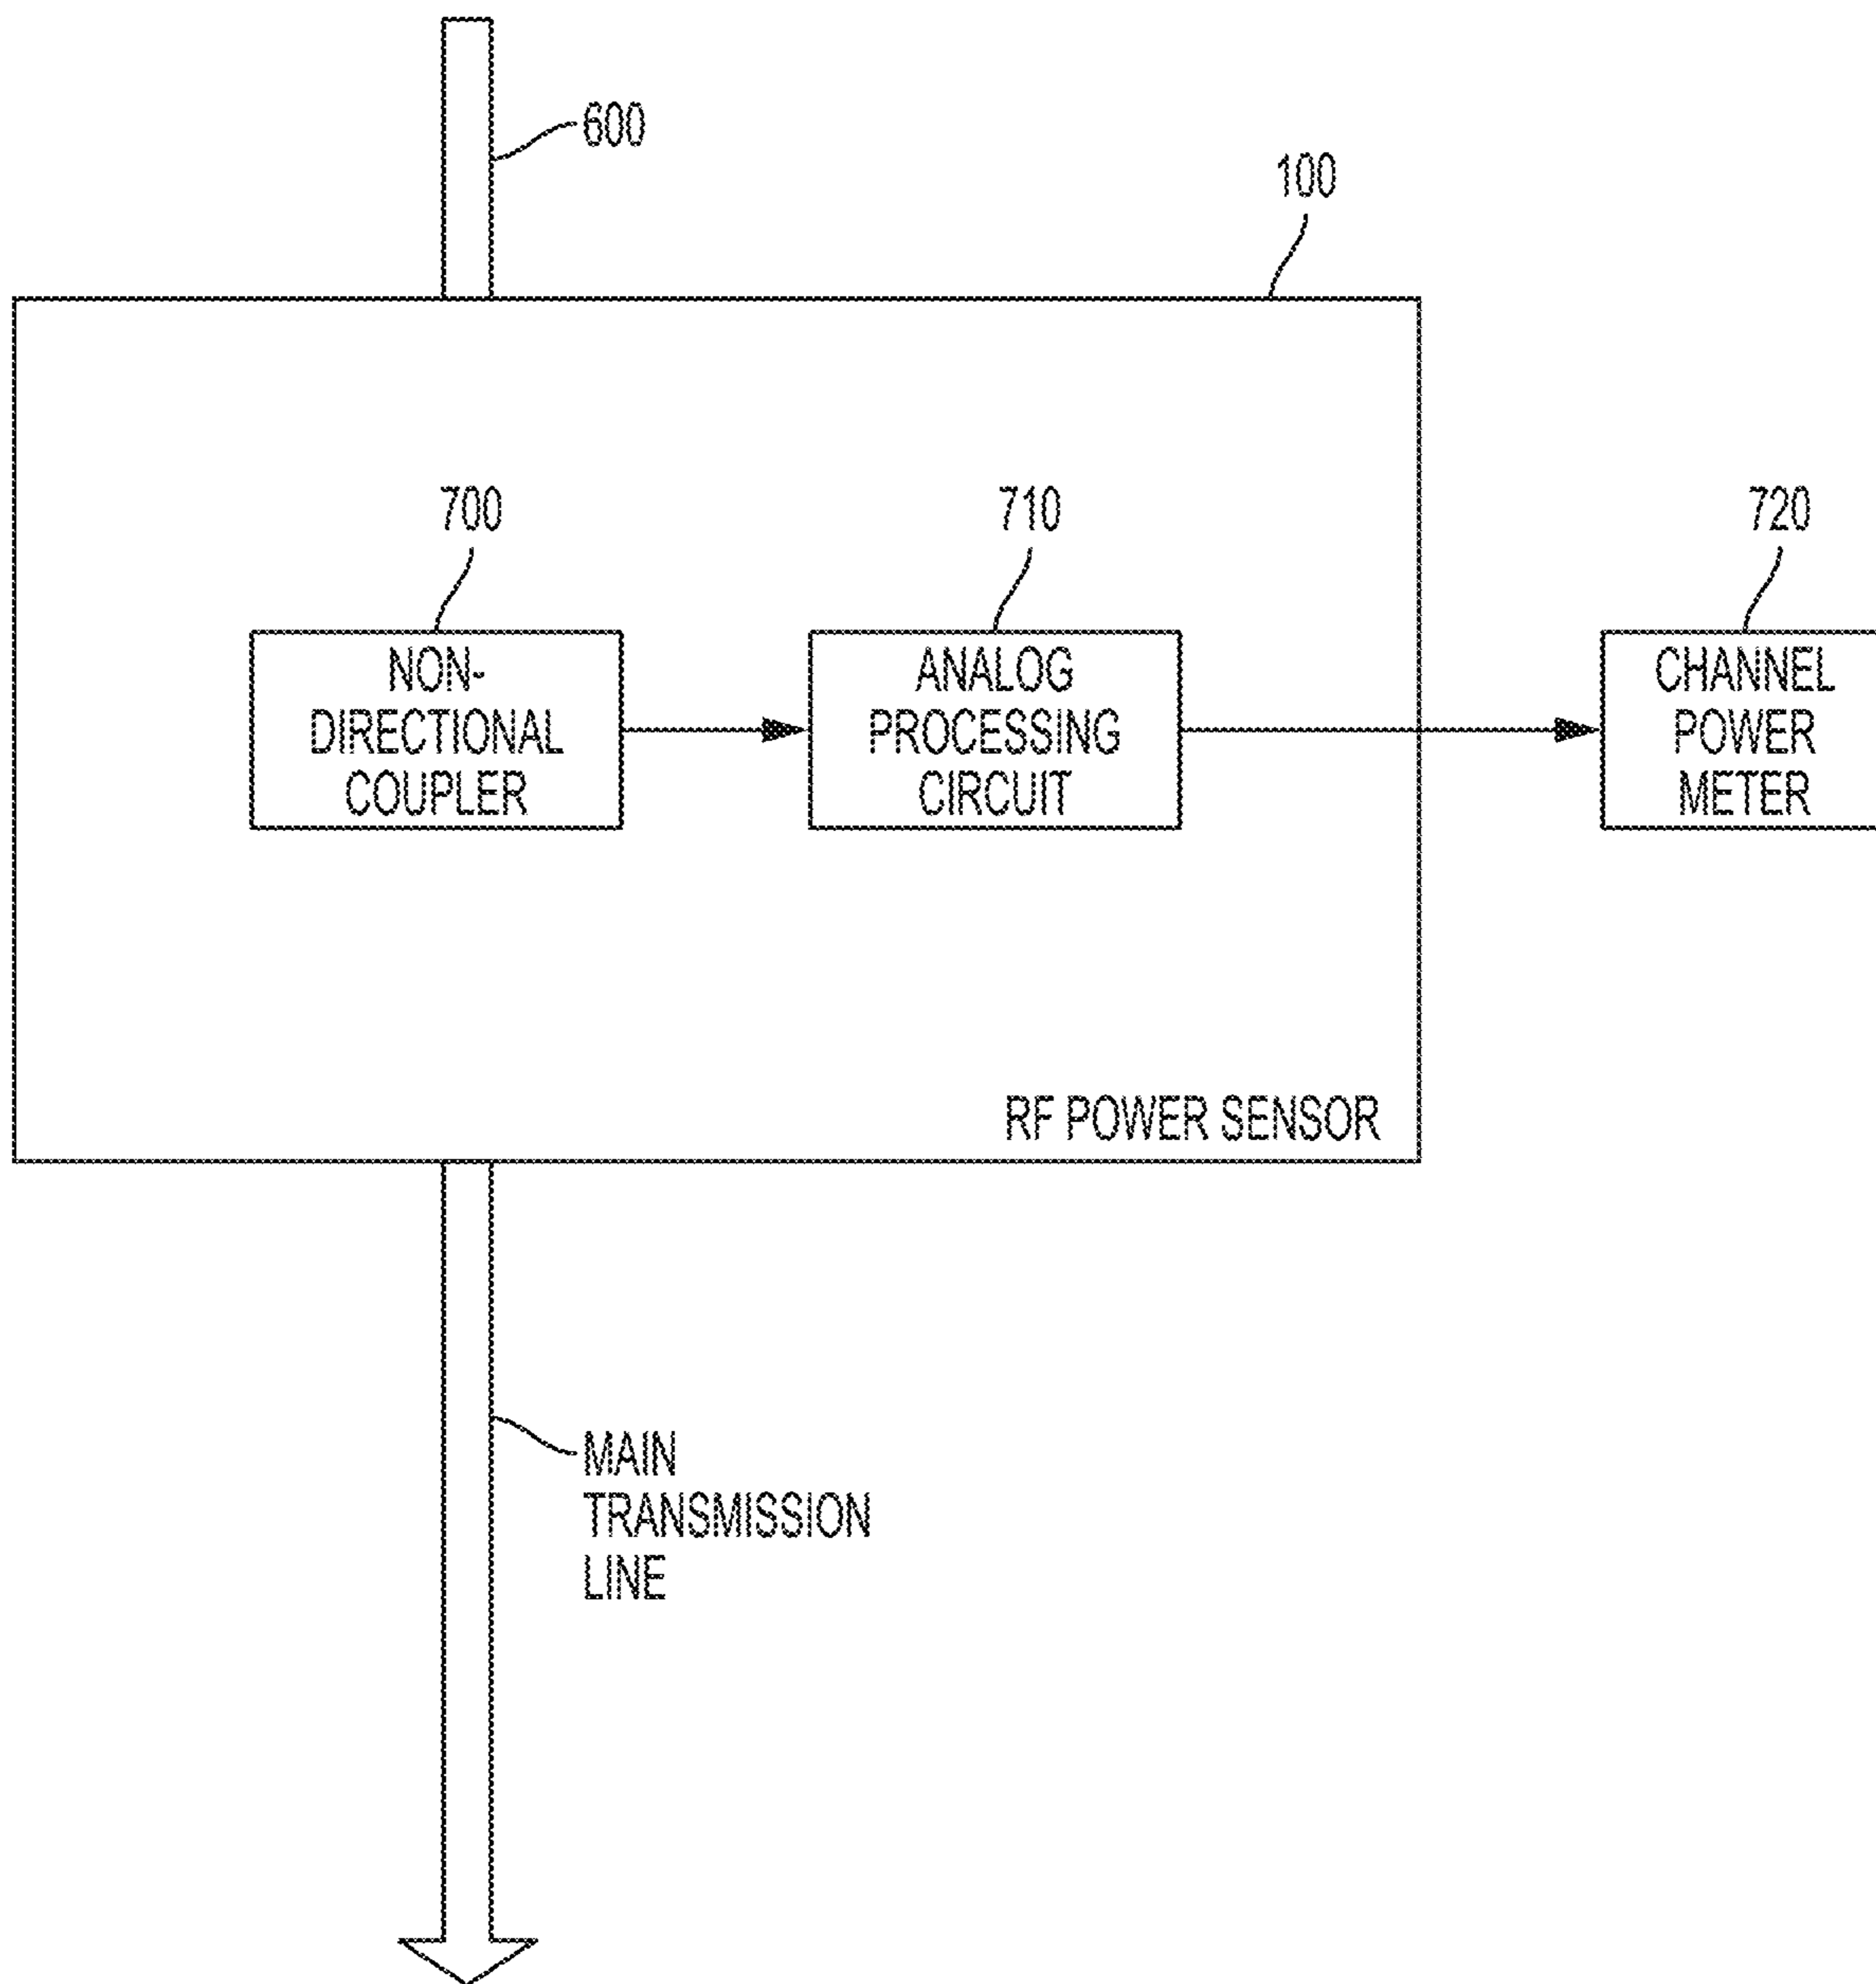 600
100
700
710
720
NON-
DIRECTIONAL
COUPLER
ANALOG
PROCESSING
CIRCUIT
CHANNEL
POWER
METER
RF POWER SENSOR
MAIN
TRANSMISSION
LINE